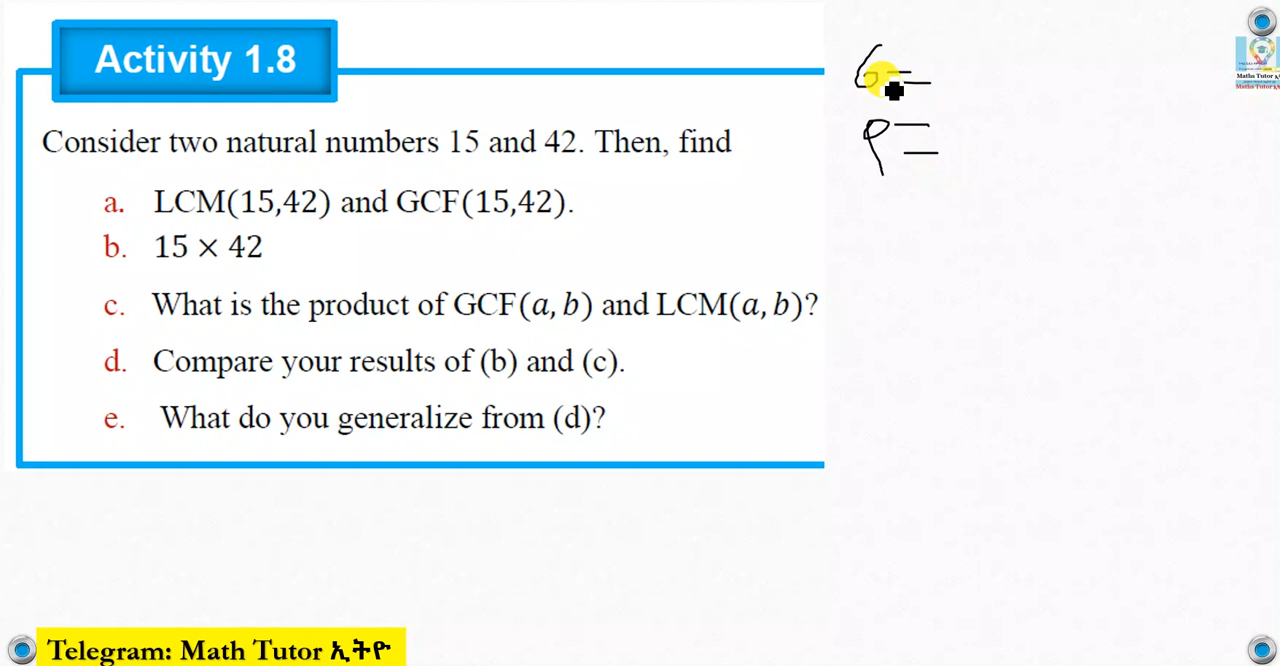 Activity 1.8
Consider two natural numbers 15 and 42. Then, find
a. LCM(15,42) and GCF(15,42).
b. 15 × 42
c. What is the product of GCF(a, b) and LCM(a, b)?
d. Compare your results of (b) and (c).
e. What do you generalize from (d)?
6=
9=
Telegram: Math Tutor ኢትዮ